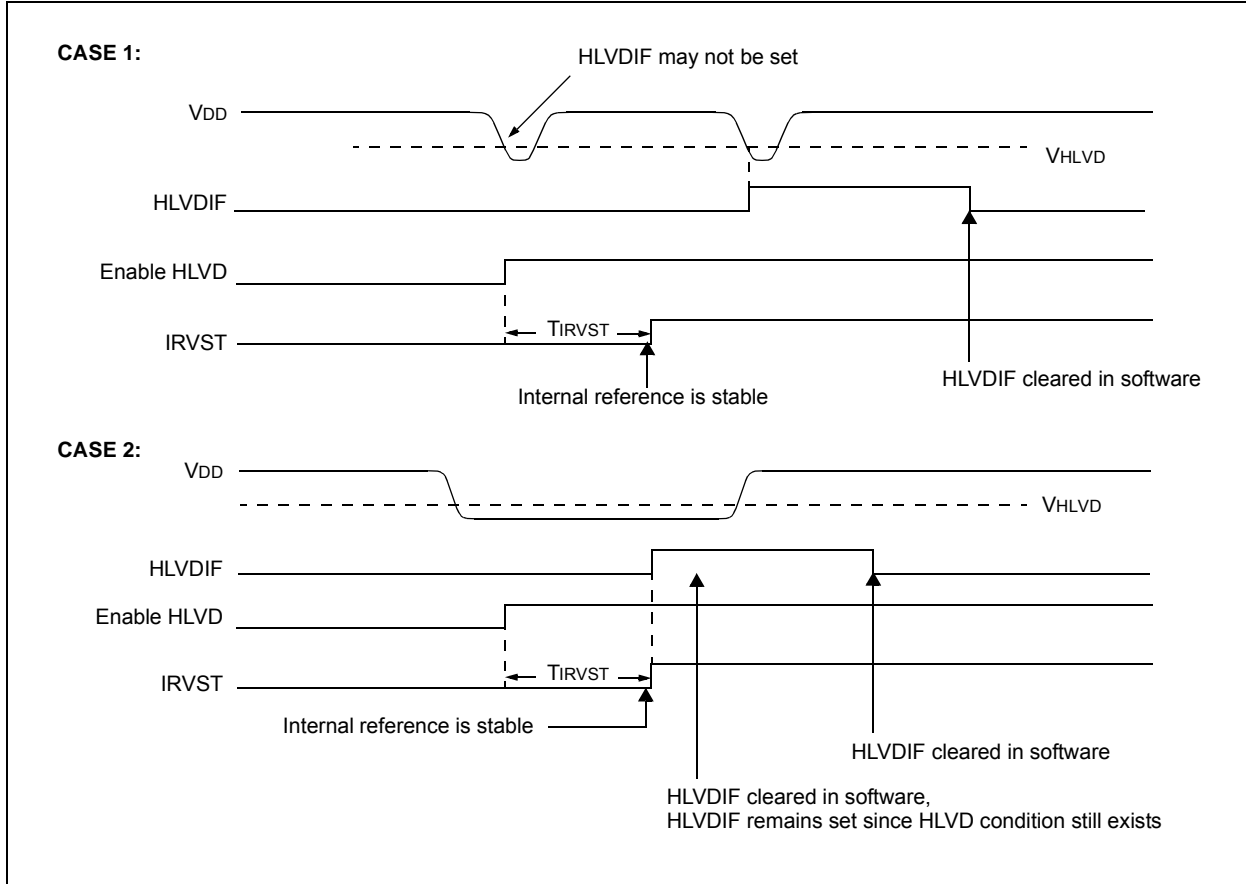 CASE 1:
HLVDIF may not be set
VDD
VHLVD
HLVDIF
Enable HLVD
TIRVST
IRVST
HLVDIF cleared in software
Internal reference is stable
CASE 2:
VDD
VHLVD
HLVDIF
Enable HLVD
TIRVST
IRVST
Internal reference is stable
HLVDIF cleared in software
HLVDIF cleared in software,
HLVDIF remains set since HLVD condition still exists